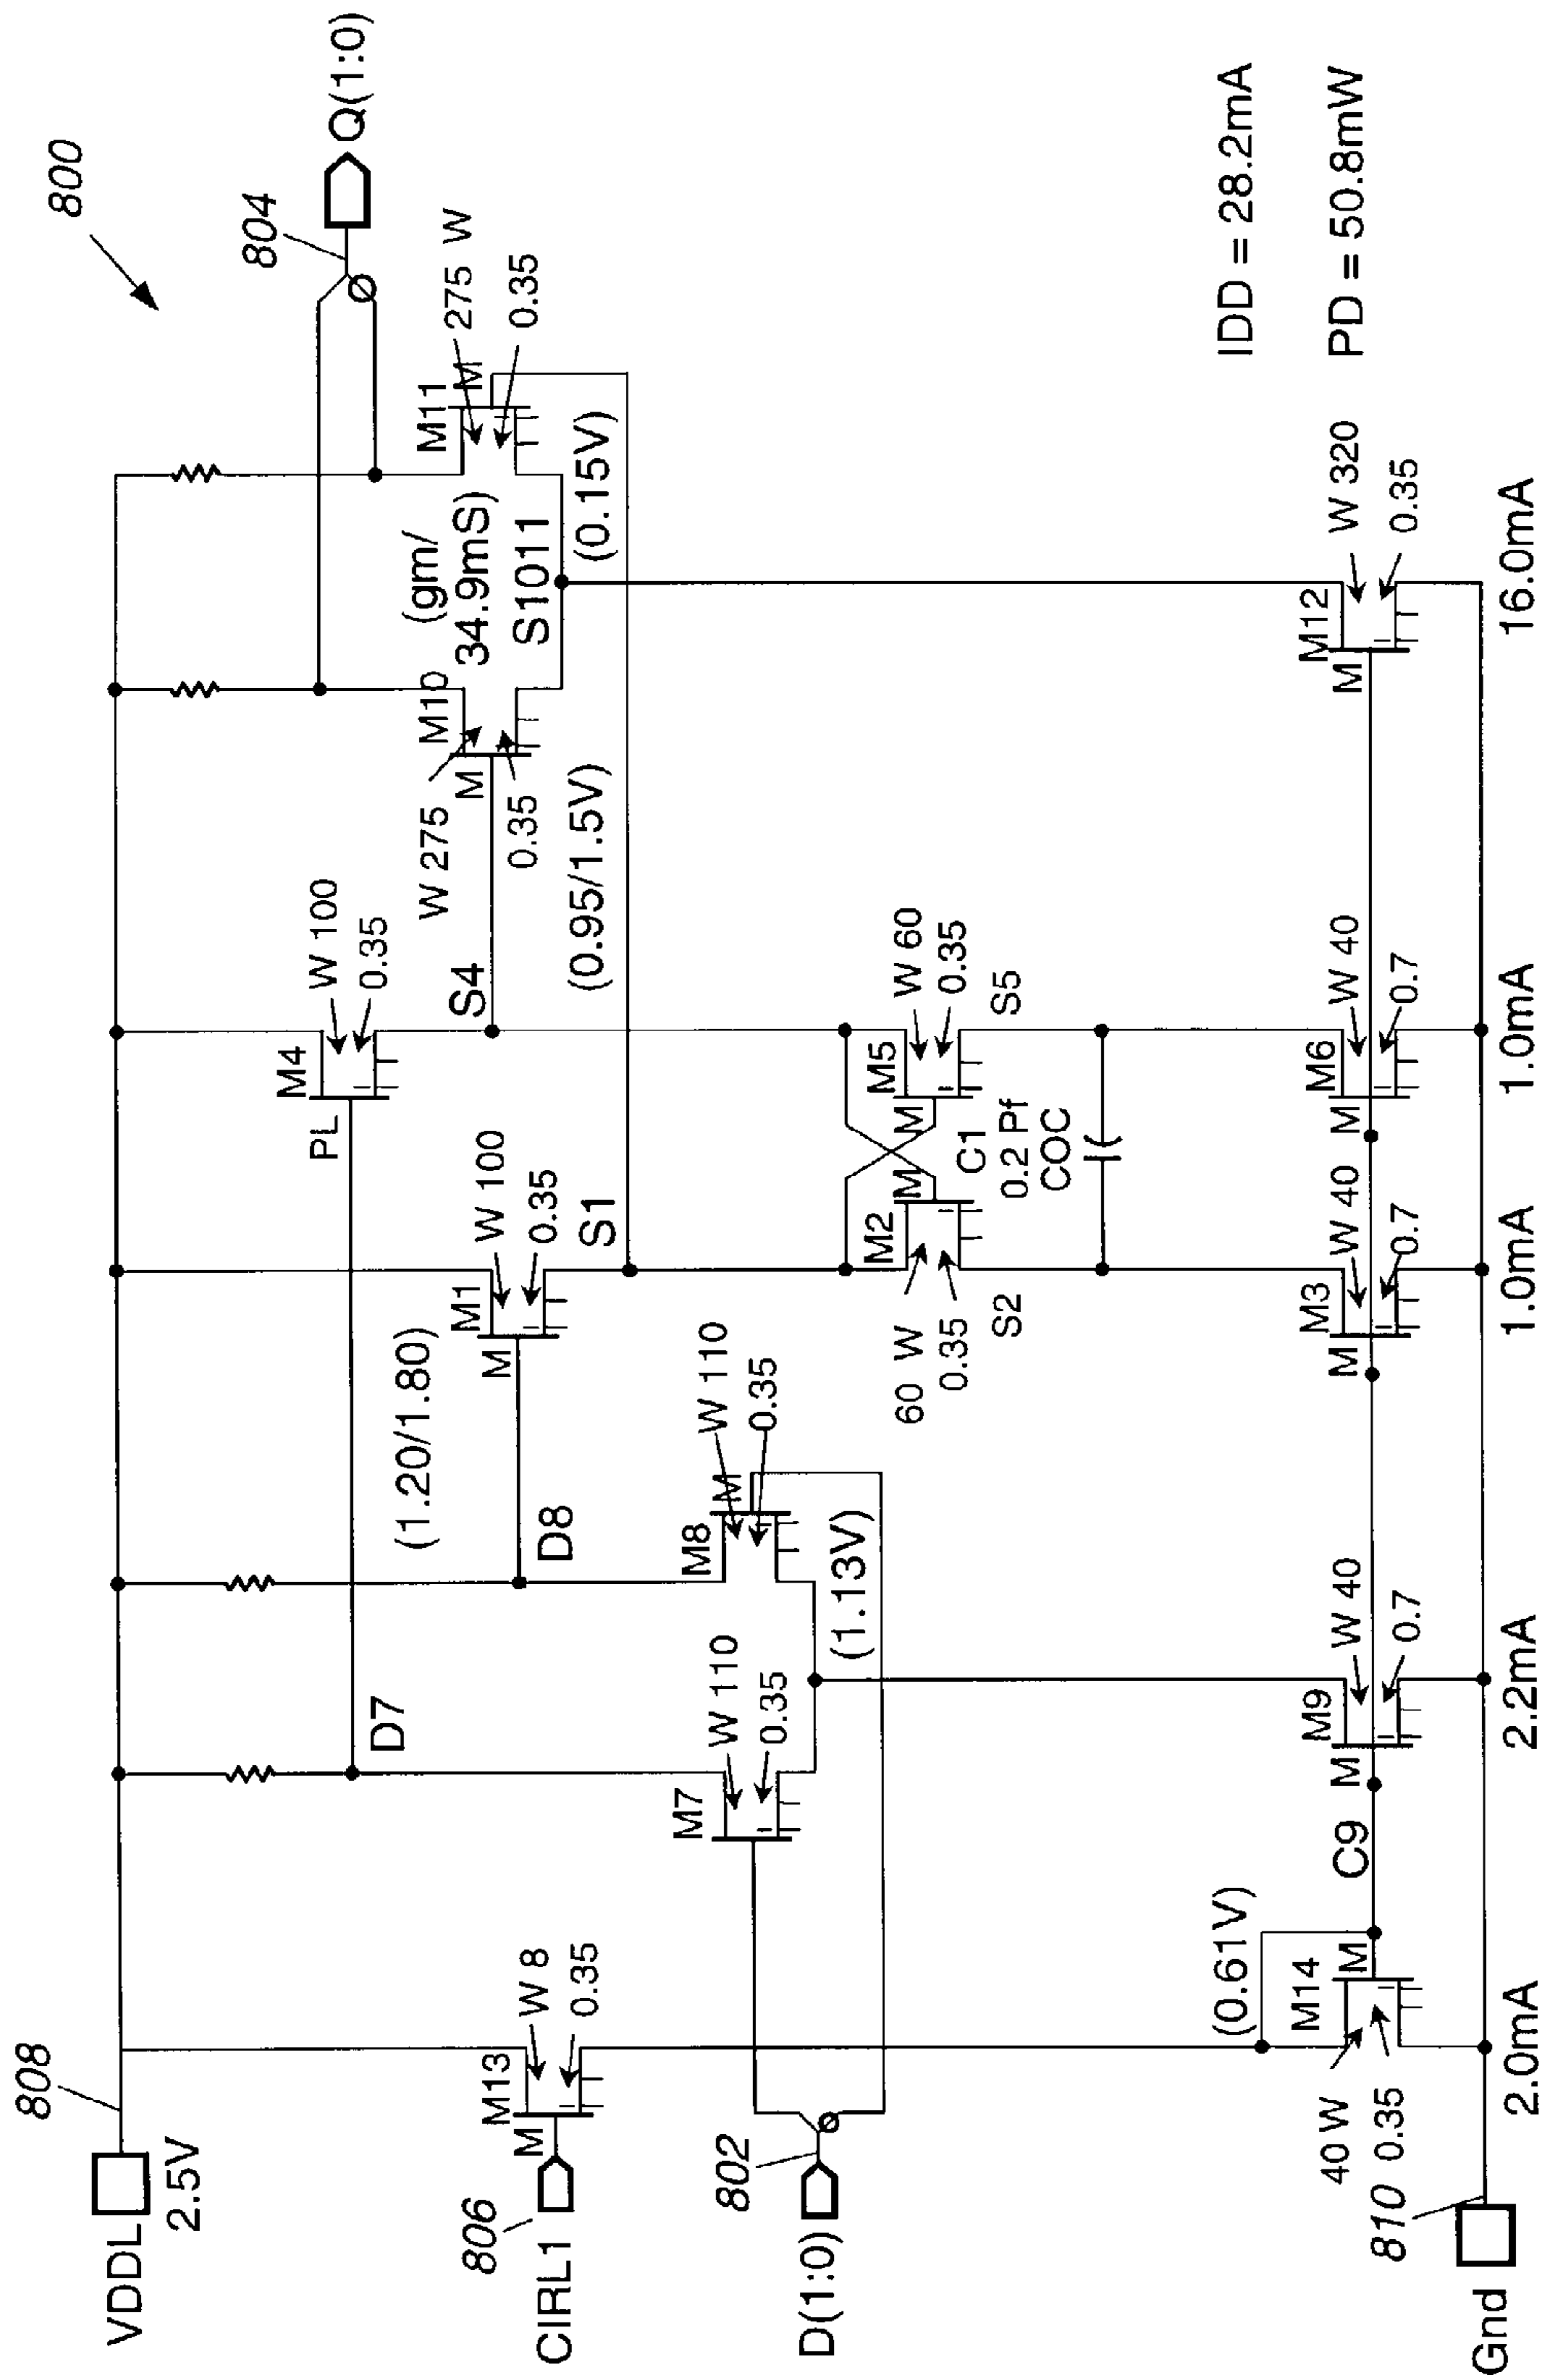 800
804
Q(1:0)
808
VDDL
2.5V
806
CIRL1
M13
M
W 8
0.35
802
D(1:0)
810
Gnd
40 W
0.35
M14
M
(0.61V)
C9
2.0mA
D7
M7
W 110
0.35
D8
M8
M
W 110
0.35
(1.13V)
M9
M
W 40
0.7
2.2mA
(1.20/1.80)
M1
M
W 100
0.35
S1
PL
M4
W 100
0.35
S4
M2
M
60 W
0.35
S2
M5
M
W 60
0.35
S5
C1
0.2 Pf
COC
M3
M
W 40
0.7
1.0mA
M6
M
W 40
0.7
1.0mA
(0.95/1.5V)
W 275
M
0.35
M10
(gm/
34.9mS)
S1011
(0.15V)
M11
M
275 W
0.35
M12
M
W 320
0.35
16.0mA
IDD = 28.2mA
PD = 50.8mW